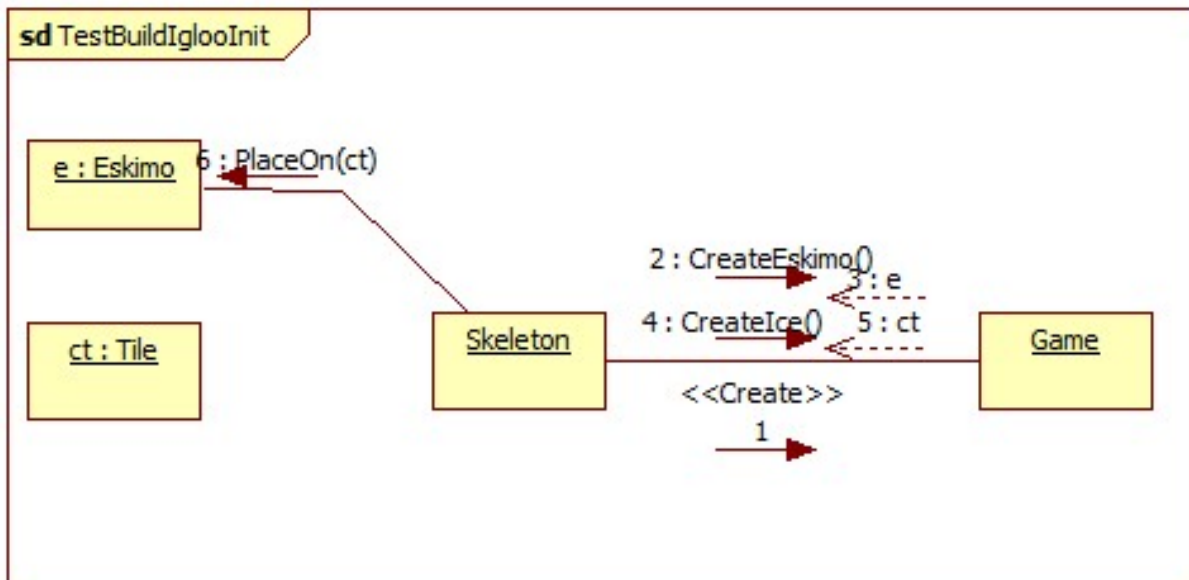 sd TestBuildIglooInit
e : Eskimo
6 : PlaceOn(ct)
2 : CreateEskimo()
3 : e
ct : Tile
Skeleton
4 : CreateIce()
5 : ct
Game
<<Create>>
1